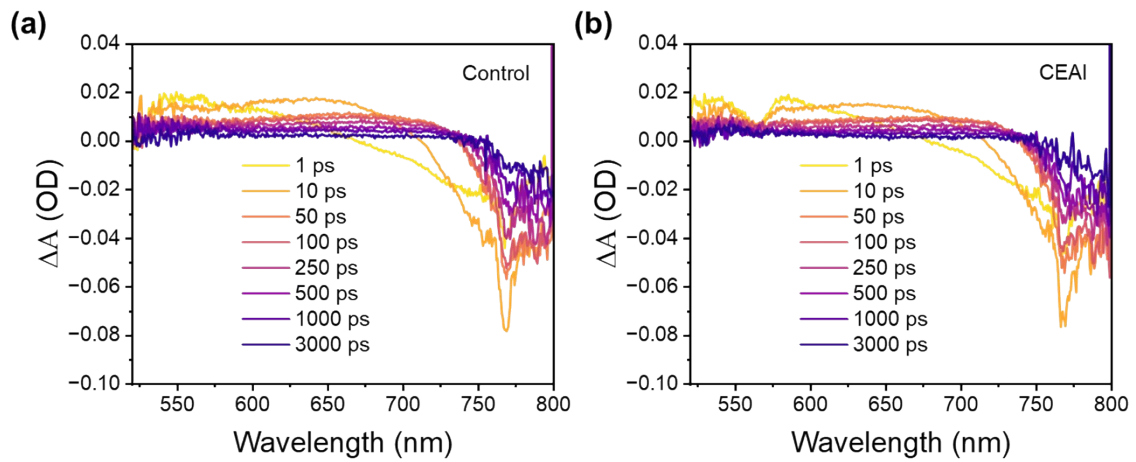 (a)
0.04
0.02
0.00
−0.02
−0.04
−0.06
−0.08
−0.10
ΔA (OD)
Control
1 ps
10 ps
50 ps
100 ps
250 ps
500 ps
1000 ps
3000 ps
550 600 650 700 750 800
Wavelength (nm)
(b)
0.04
0.02
0.00
−0.02
−0.04
−0.06
−0.08
−0.10
ΔA (OD)
CEAI
1 ps
10 ps
50 ps
100 ps
250 ps
500 ps
1000 ps
3000 ps
550 600 650 700 750 800
Wavelength (nm)